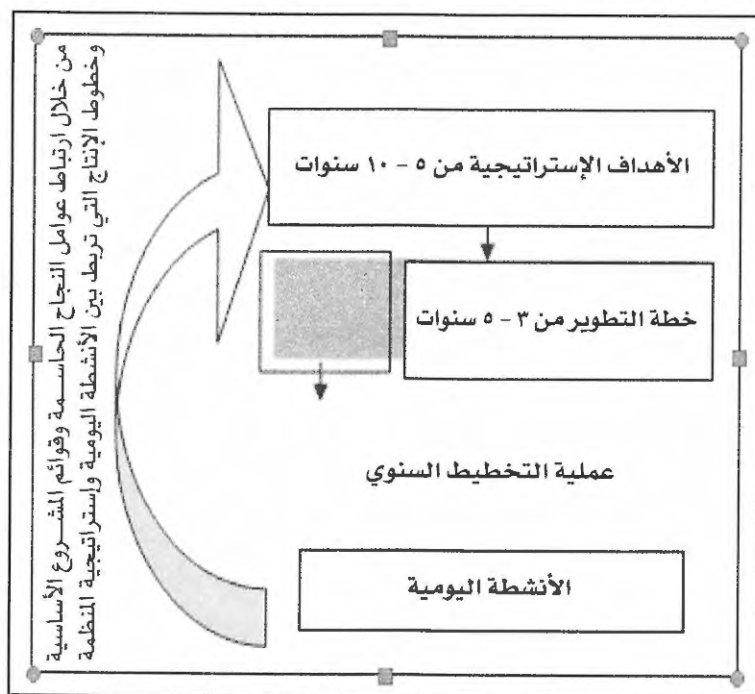 الأهداف الإستراتيجية من ٥ - ١٠ سنوات
خطة التطوير من ٣ - ٥ سنوات
عملية التخطيط السنوي
الأنشطة اليومية
من خلال ارتباط عوامل النجاح الحاسمة وقوائم المشروع الأساسية
وخطوط الإنتاج التي تربط بين الأنشطة اليومية وإستراتيجية المنظمة